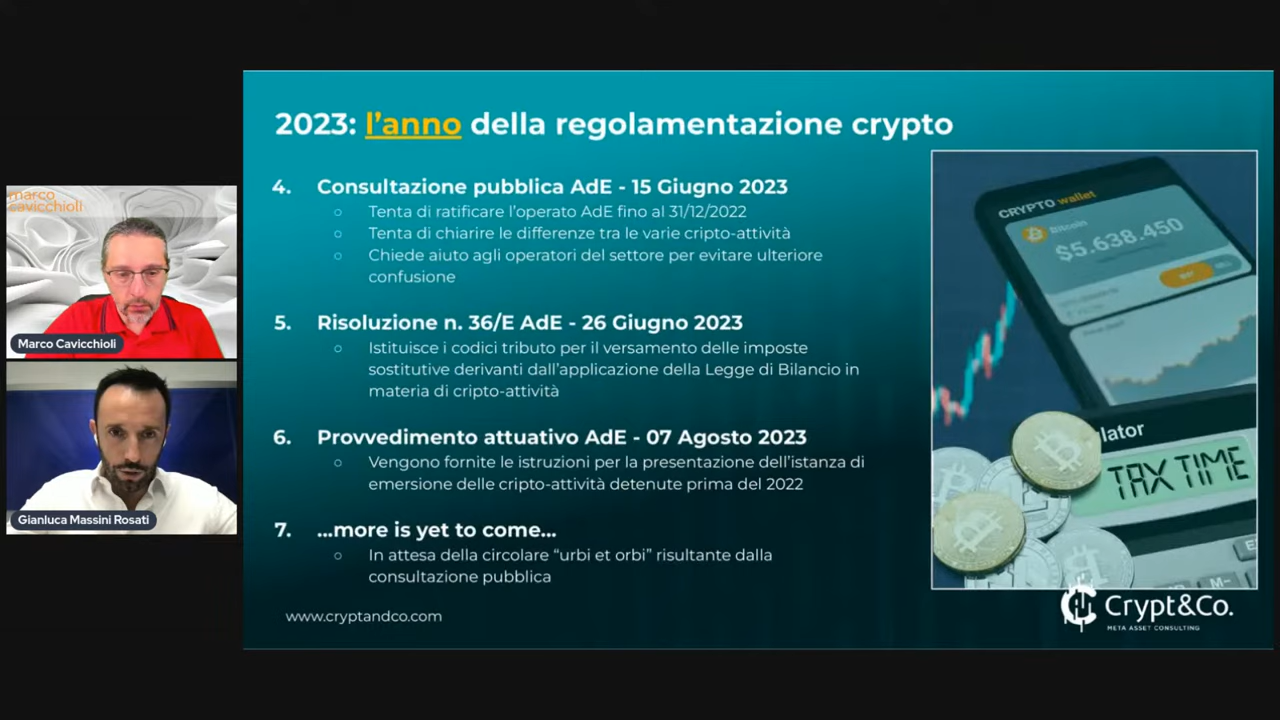 2023: l'anno della regolamentazione crypto
4. Consultazione pubblica AdE - 15 Giugno 2023
○ Tenta di ratificare l'operato AdE fino al 31/12/2022
○ Tenta di chiarire le differenze tra le varie cripto-attività
○ Chiede aiuto agli operatori del settore per evitare ulteriore
confusione
5. Risoluzione n. 36/E AdE - 26 Giugno 2023
○ Istituisce i codici tributo per il versamento delle imposte
sostitutive derivanti dall'applicazione della Legge di Bilancio in
materia di cripto-attività
6. Provvedimento attuativo AdE - 07 Agosto 2023
○ Vengono fornite le istruzioni per la presentazione dell'istanza di
emersione delle cripto-attività detenute prima del 2022
7. ...more is yet to come...
○ In attesa della circolare “urbi et orbi” risultante dalla
consultazione pubblica
www.cryptandco.com
CRYPTO wallet
Bitcoin
$5.638.450
lator
TAX TIME
M-
Crypt&Co.
META ASSET CONSULTING
marco
cavicchioli
Marco Cavicchioli
Gianluca Massini Rosati